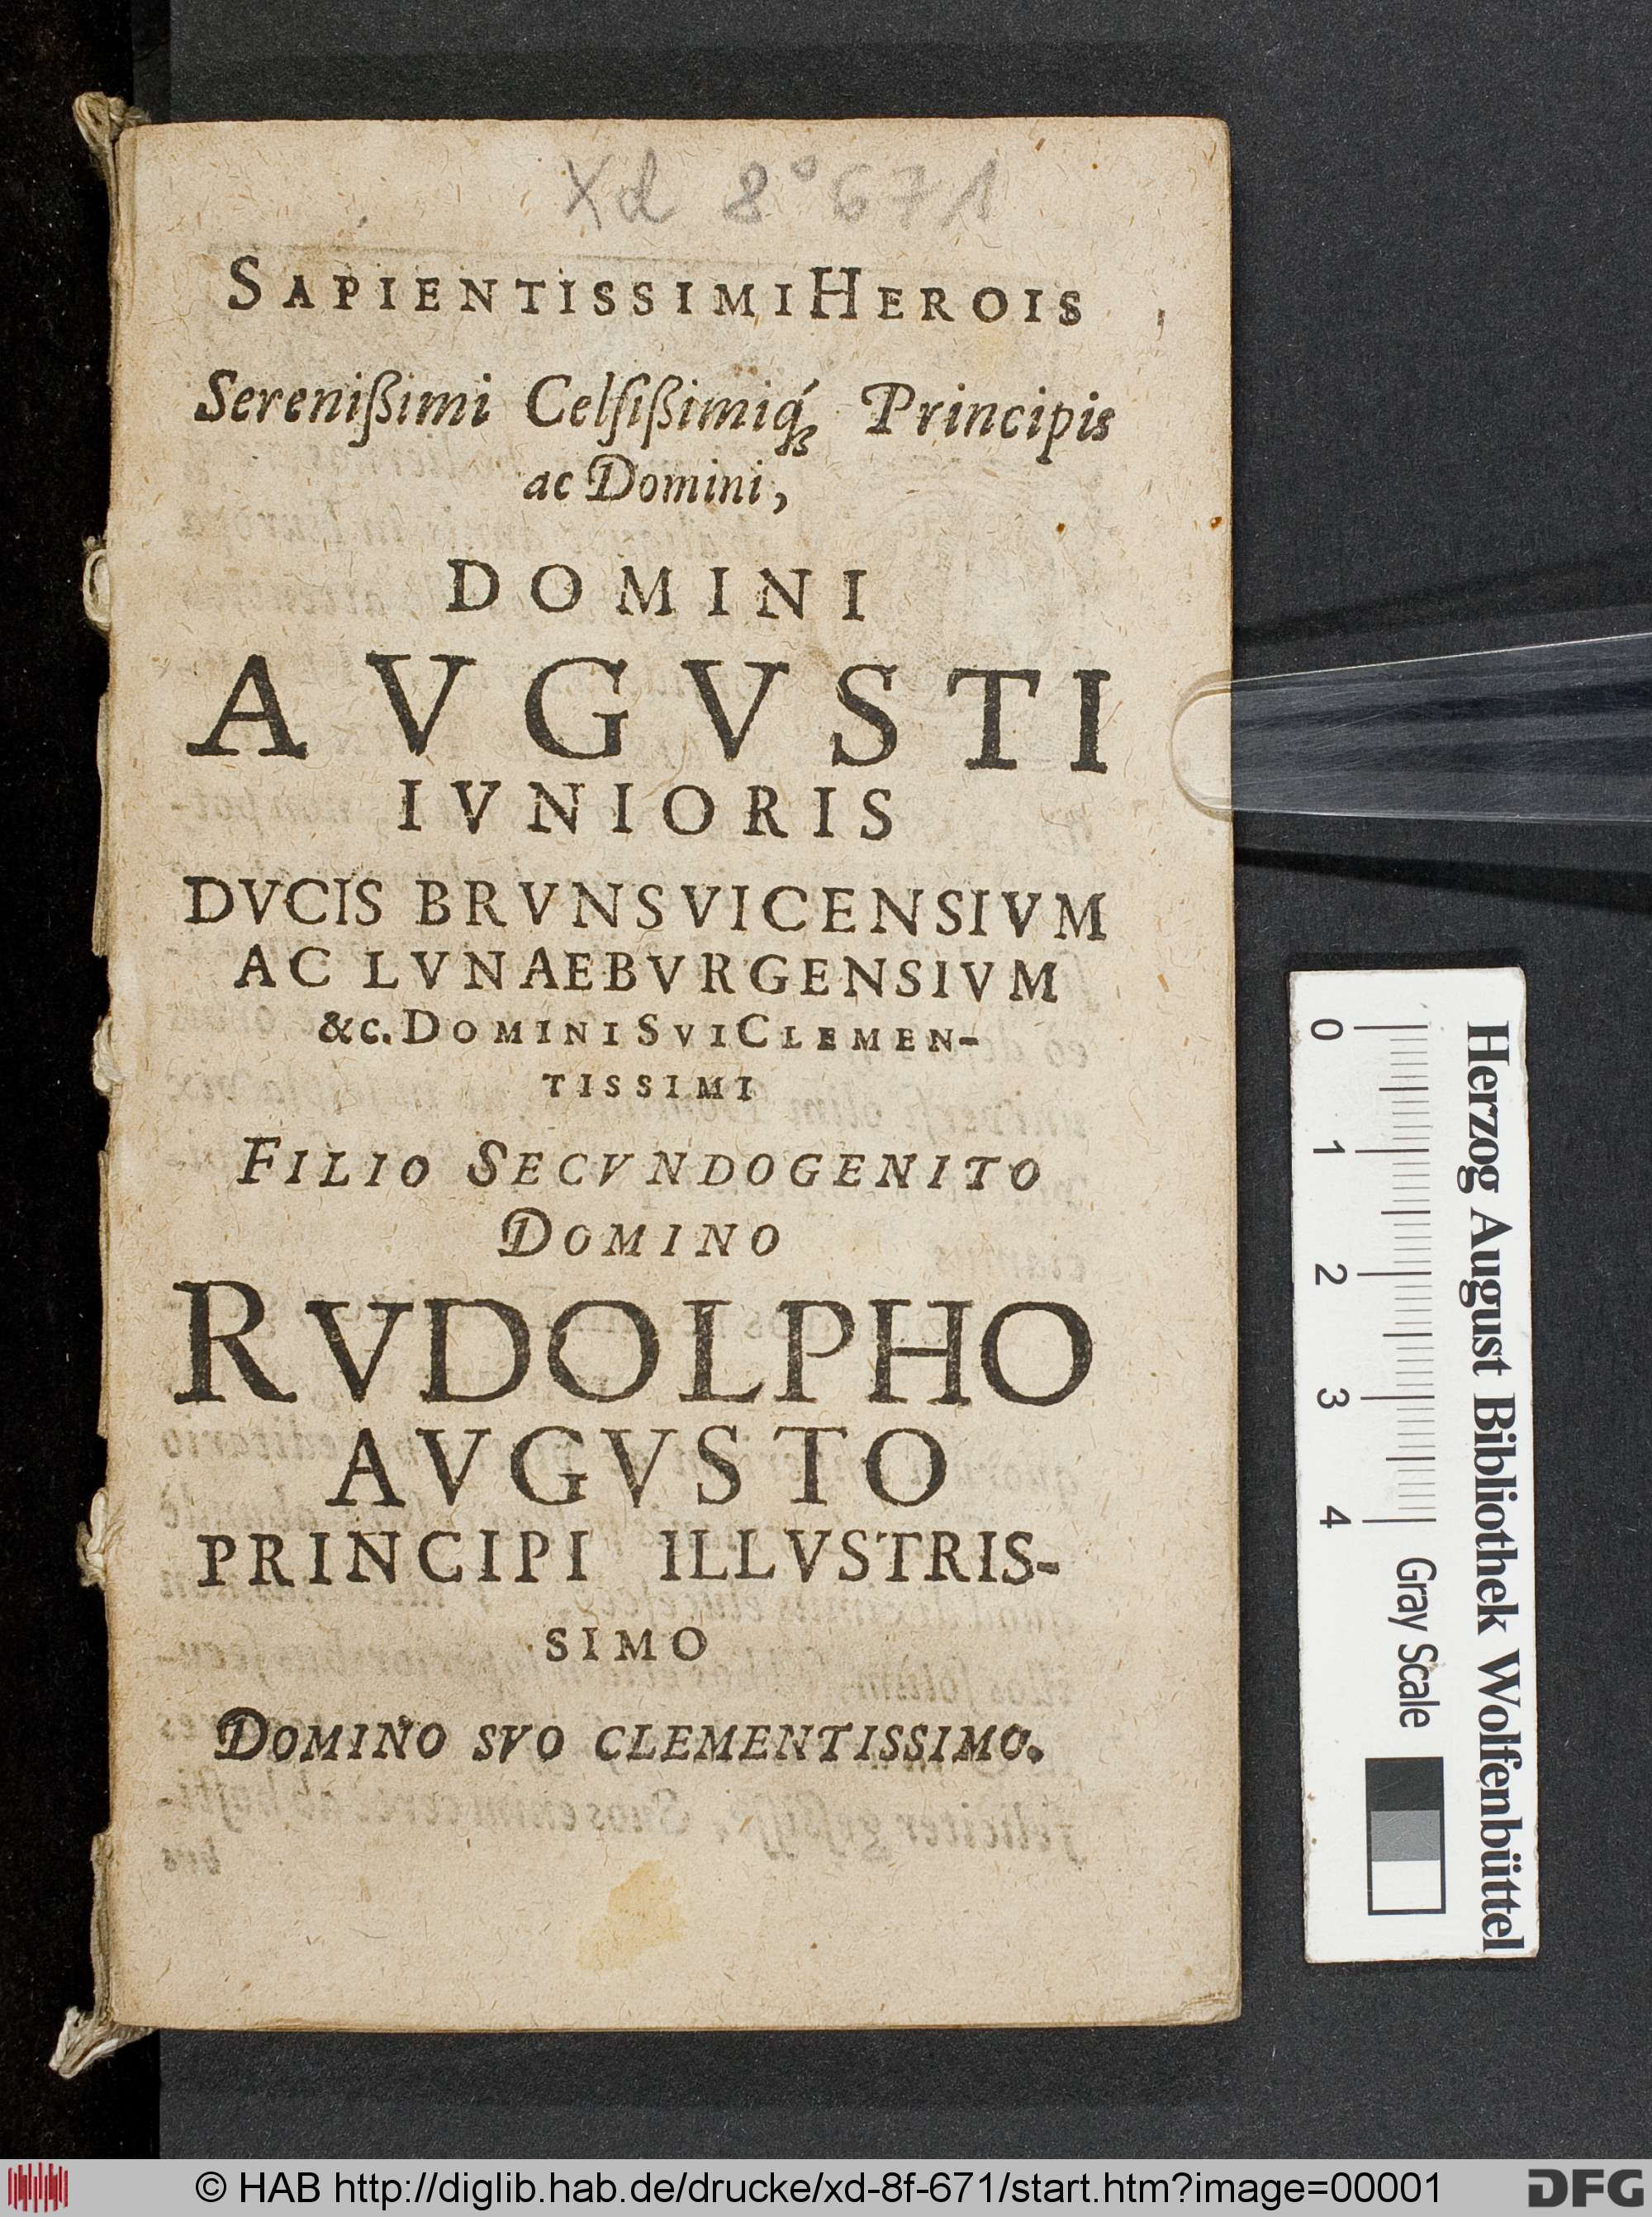 Xd 8° 671
SAPIENTISSIMI HEROIS
Serenißimi Celſißimiq́ꝫ Principis
ac Domini,
DOMINI
AVGVSTI
IVNIORIS
DVCIS BRVNSVICENSIVM
AC LVNAEBVRGENSIVM
&c. DOMINI SVI CLEMEN-
TISSIMI
FILIO SECVNDOGENITO
DOMINO
RVDOLPHO
AVGVSTO
PRINCIPI ILLVSTRIS-
SIMO
DOMINO SVO CLEMENTISSIMO.
Herzog August Bibliothek Wolfenbüttel
0 1 2 3 4 Gray Scale
© HAB http://diglib.hab.de/drucke/xd-8f-671/start.htm?image=00001
DFG